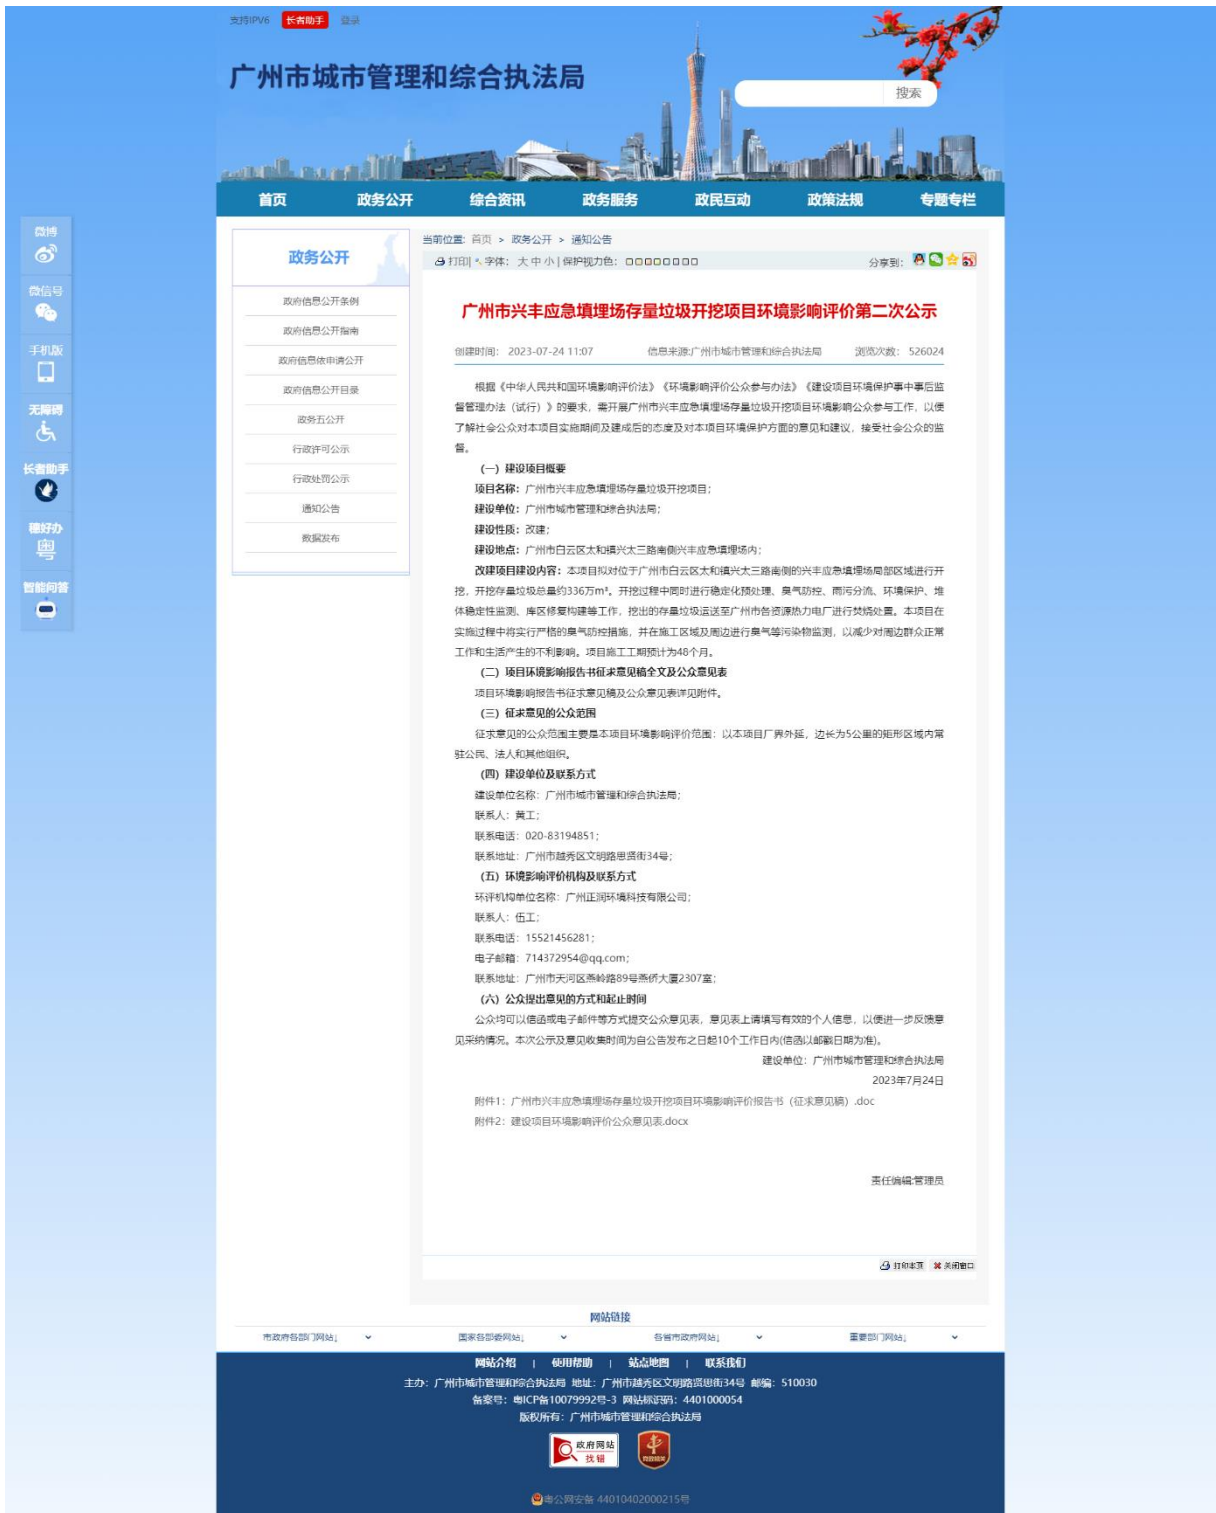 支持IPV6 长者助手 登录
广州市城市管理和综合执法局
搜索
首页 政务公开 综合资讯 政务服务 政民互动 政策法规 专题专栏
微博
微信号
手机版
无障碍
长者助手
穗好办
粤
智能问答
政务公开
政府信息公开条例
政府信息公开指南
政府信息依申请公开
政府信息公开目录
政务五公开
行政许可公示
行政处罚公示
通知公告
数据发布
当前位置: 首页 > 政务公开 > 通知公告
打印| 字体: 大 中 小 | 保护视力色:
分享到:
广州市兴丰应急填埋场存量垃圾开挖项目环境影响评价第二次公示
创建时间: 2023-07-24 11:07 信息来源:广州市城市管理和综合执法局 浏览次数: 526024
根据《中华人民共和国环境影响评价法》《环境影响评价公众参与办法》《建设项目环境保护事中事后监
督管理办法（试行）》的要求，需开展广州市兴丰应急填埋场存量垃圾开挖项目环境影响公众参与工作，以便
了解社会公众对本项目实施期间及建成后的态度及对本项目环境保护方面的意见和建议，接受社会公众的监
督。
（一）建设项目概要
项目名称：广州市兴丰应急填埋场存量垃圾开挖项目；
建设单位：广州市城市管理和综合执法局；
建设性质：改建；
建设地点：广州市白云区太和镇兴太三路南侧兴丰应急填埋场内；
改建项目建设内容：本项目拟对位于广州市白云区太和镇兴太三路南侧的兴丰应急填埋场局部区域进行开
挖，开挖存量垃圾总量约336万m³。开挖过程中同时进行稳定化预处理、臭气防控、雨污分流、环境保护、堆
体稳定性监测、库区修复构建等工作，挖出的存量垃圾运送至广州市各资源热力电厂进行焚烧处置。本项目在
实施过程中将实行严格的臭气防控措施，并在施工区域及周边进行臭气等污染物监测，以减少对周边群众正常
工作和生活产生的不利影响。项目施工工期预计为48个月。
（二）项目环境影响报告书征求意见稿全文及公众意见表
项目环境影响报告书征求意见稿及公众意见表详见附件。
（三）征求意见的公众范围
征求意见的公众范围主要是本项目环境影响评价范围：以本项目厂界外延，边长为5公里的矩形区域内常
驻公民、法人和其他组织。
（四）建设单位及联系方式
建设单位名称：广州市城市管理和综合执法局；
联系人：黄工；
联系电话：020-83194851；
联系地址：广州市越秀区文明路思贤街34号；
（五）环境影响评价机构及联系方式
环评机构单位名称：广州正润环境科技有限公司；
联系人：伍工；
联系电话：15521456281；
电子邮箱：714372954@qq.com；
联系地址：广州市天河区燕岭路89号燕侨大厦2307室；
（六）公众提出意见的方式和起止时间
公众均可以信函或电子邮件等方式提交公众意见表，意见表上请填写有效的个人信息，以便进一步反馈意
见采纳情况。本次公示及意见收集时间为自公告发布之日起10个工作日内(信函以邮戳日期为准)。
建设单位：广州市城市管理和综合执法局
2023年7月24日
附件1：广州市兴丰应急填埋场存量垃圾开挖项目环境影响评价报告书（征求意见稿）.doc
附件2：建设项目环境影响评价公众意见表.docx
责任编辑:管理员
打印本页 关闭窗口
网站链接
市政府各部门网站↓ 国家各部委网站↓ 各省市政府网站↓ 重要部门网站↓
网站介绍 | 使用帮助 | 站点地图 | 联系我们
主办：广州市城市管理和综合执法局 地址：广州市越秀区文明路贤思街34号 邮编：510030
备案号：粤ICP备10079992号-3 网站标识码：4401000054
版权所有：广州市城市管理和综合执法局
政府网站
找错
党政机关
粤公网安备 44010402000215号